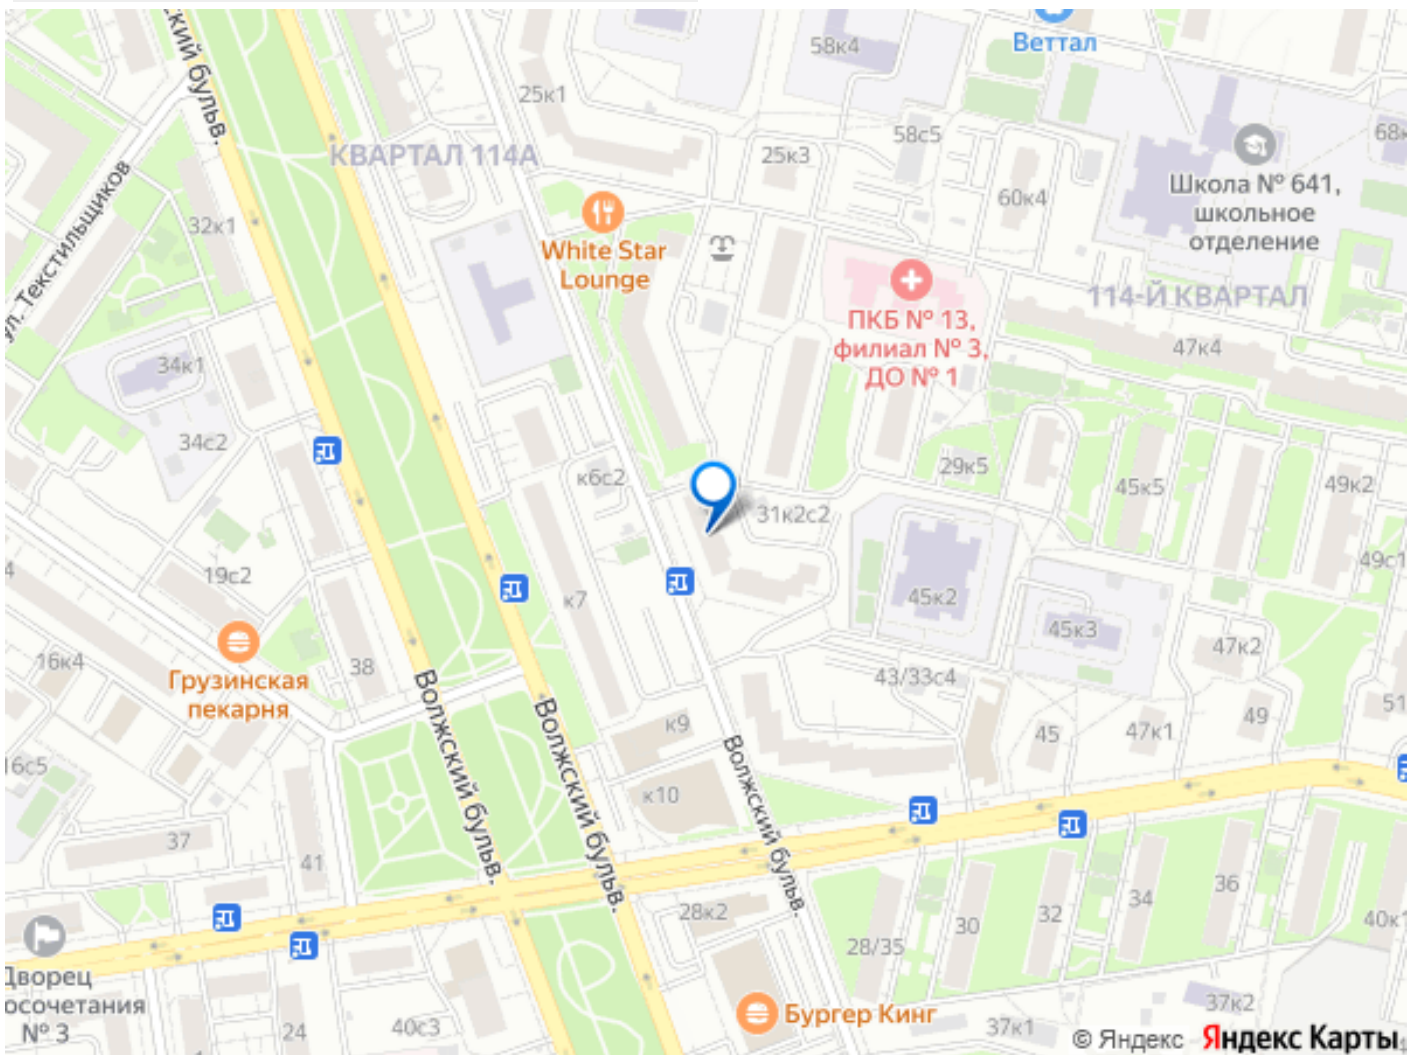 Веттал
58к4
25к1
58с5
68к
Волжский бульв.
КВАРТАЛ 114А
25к3
60к4
Школа № 641,
школьное
отделение
ул. Текстильщиков
32к1
White Star
Lounge
114-Й КВАРТАЛ
ПКБ № 13,
филиал № 3,
ДО № 1
47к4
34к1
34с2
к6с2
29к5
45к5
49к2
31к2с2
49с1
19с2
к7
45к2
45к3
47к2
16к4
38
Грузинская
пекарня
43/33с4
Волжский бульв.
Волжский бульв.
Волжский бульв.
к9
45
47к1
49
51
16с5
к10
37
41
28к2
30
32
34
36
28/35
40к1
Дворец
осочетания
№ 3
24
40с3
Бургер Кинг
37к1
37к2
© Яндекс Яндекс Карты